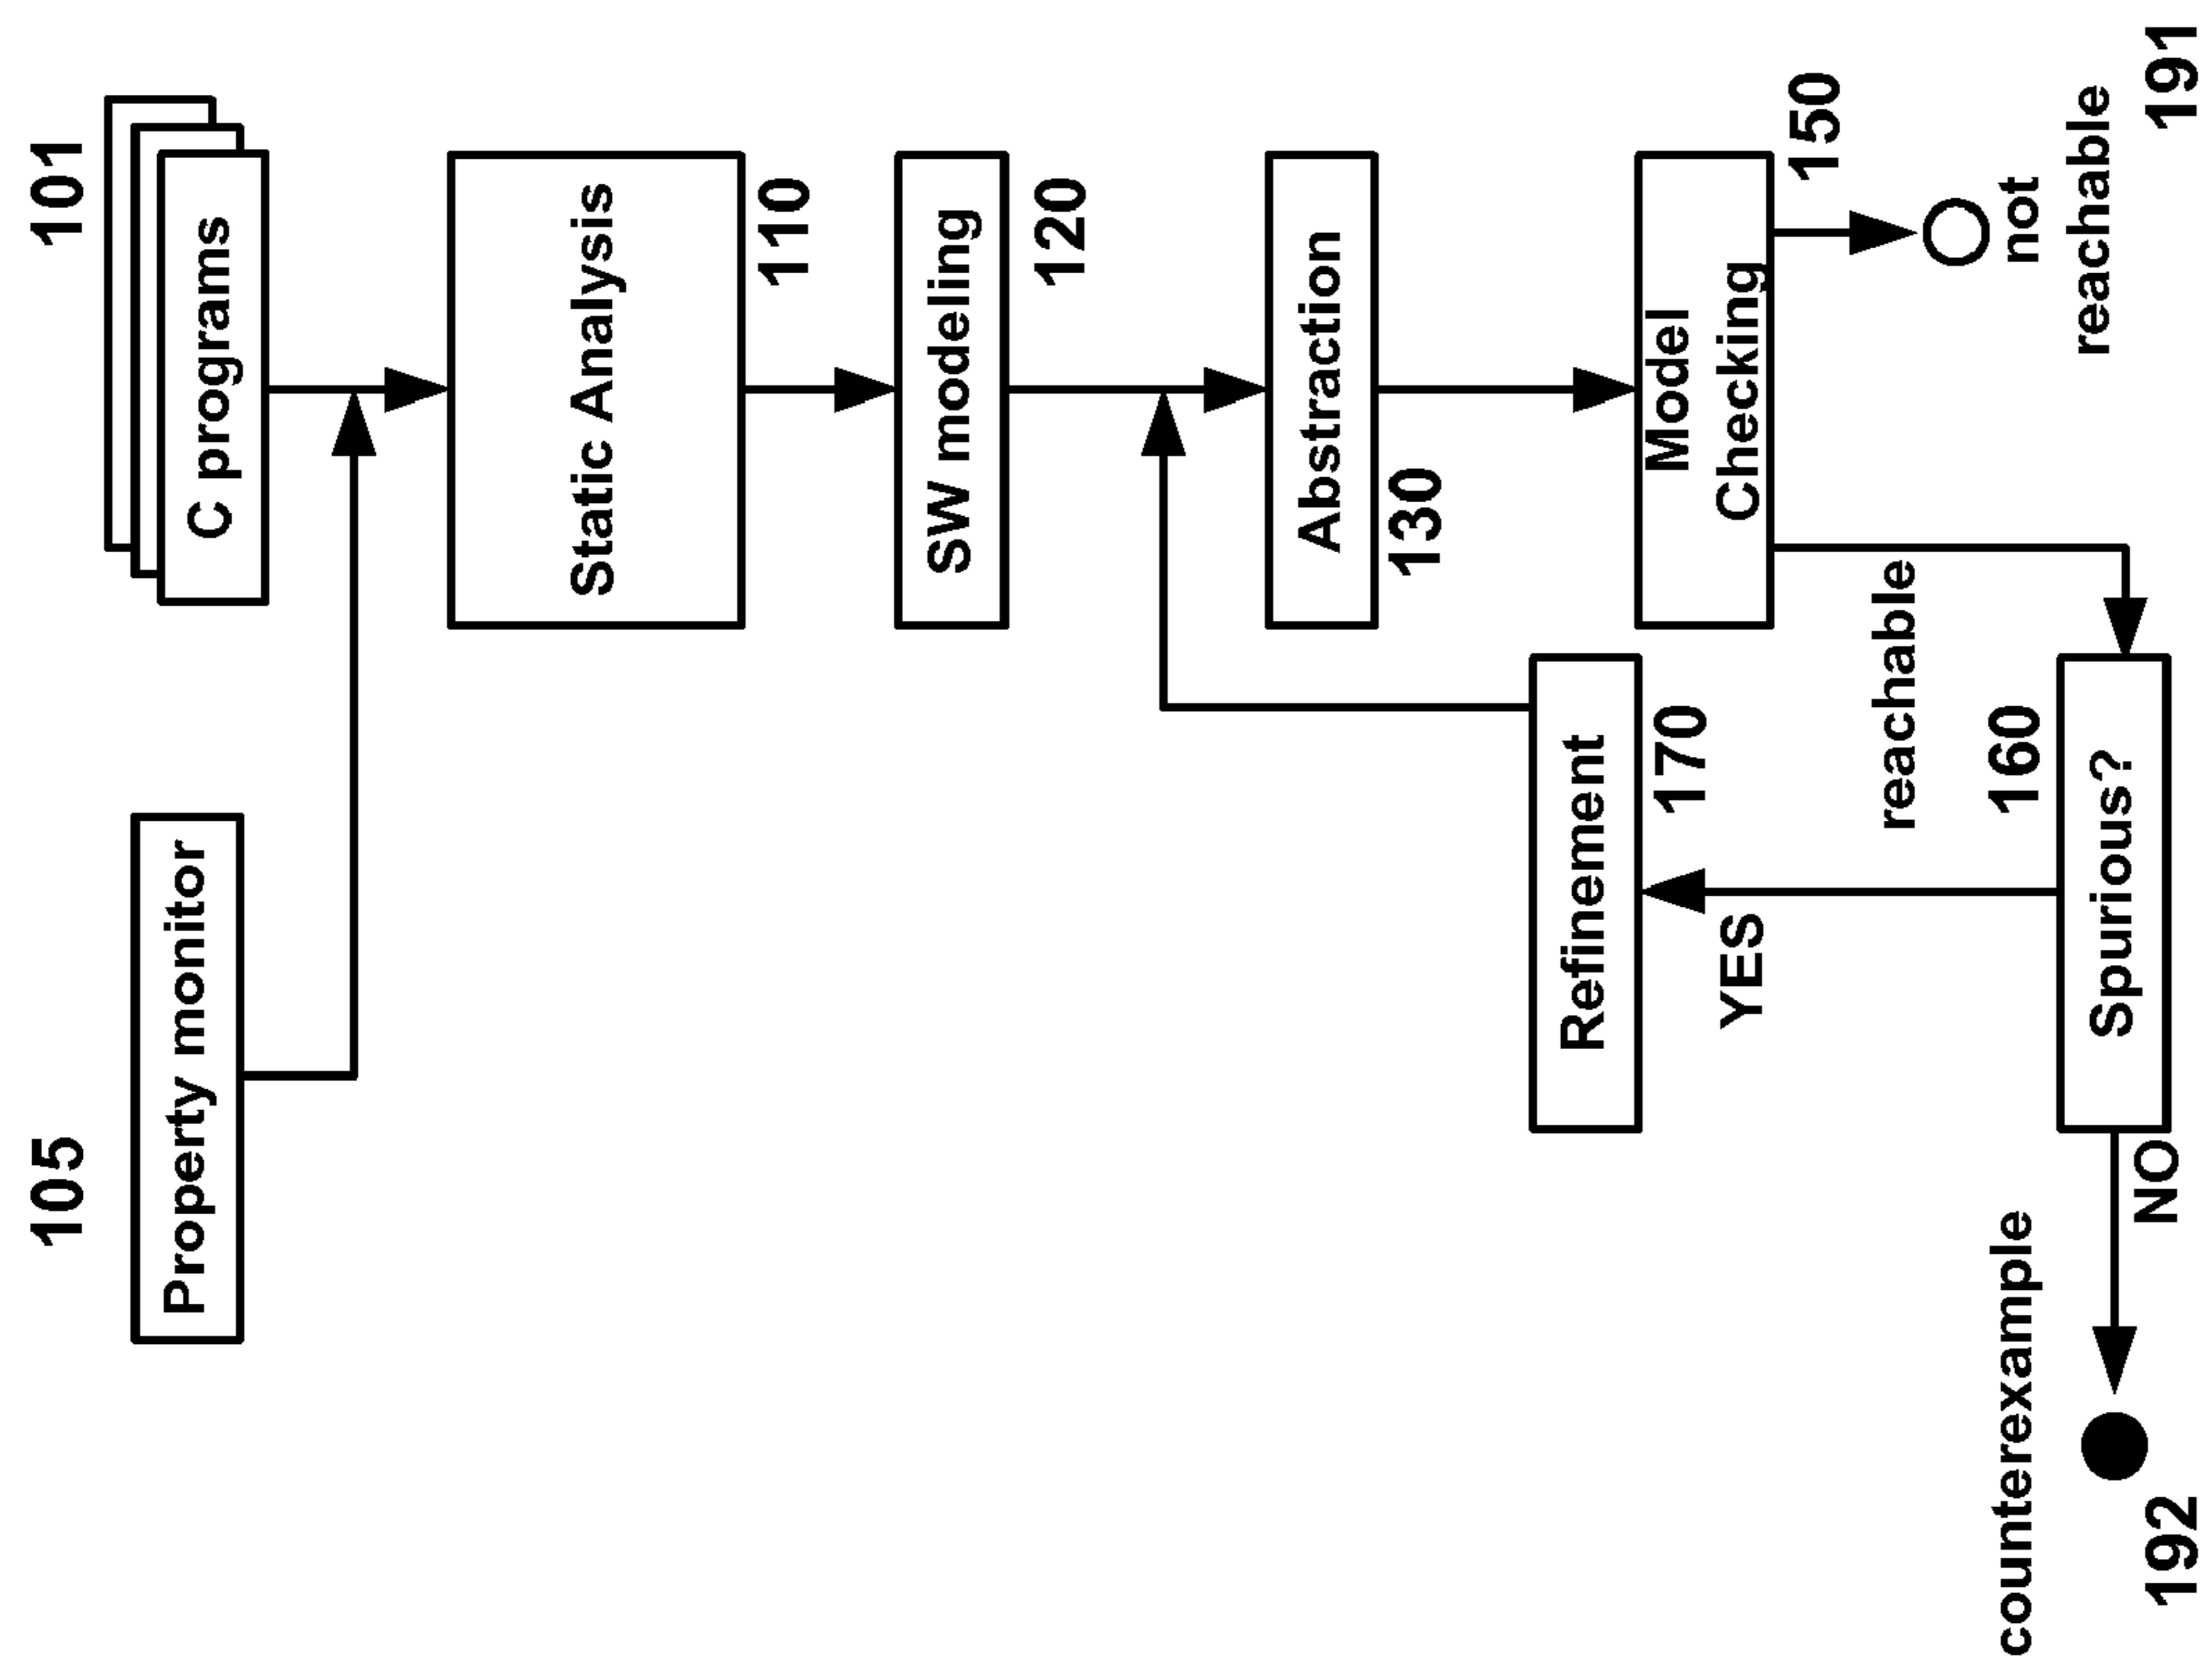 101
C programs
105
Property monitor
Static Analysis
110
SW modeling
120
Abstraction
130
Model
Checking
150
not
reachable
191
reachable
Refinement
170
YES
160
Spurious?
NO
counterexample
192